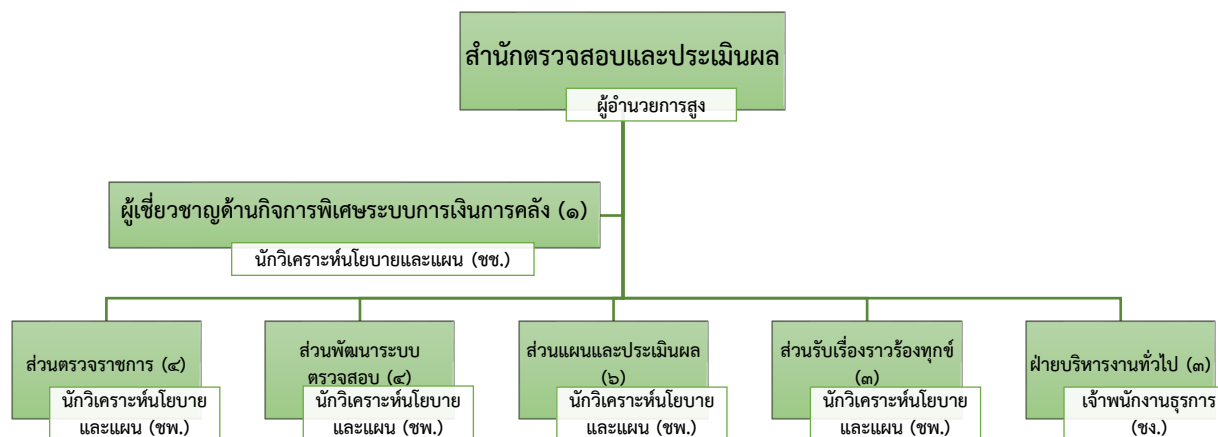 สำนักตรวจสอบและประเมินผล
ผู้อำนวยการสูง
ผู้เชี่ยวชาญด้านกิจการพิเศษระบบการเงินการคลัง (๑)
นักวิเคราะห์นโยบายและแผน (ชช.)
ส่วนตรวจราชการ (๔)
นักวิเคราะห์นโยบาย
และแผน (ชพ.)
ส่วนพัฒนาระบบ
ตรวจสอบ (๔)
นักวิเคราะห์นโยบาย
และแผน (ชพ.)
ส่วนแผนและประเมินผล
(๖)
นักวิเคราะห์นโยบาย
และแผน (ชพ.)
ส่วนรับเรื่องราวร้องทุกข์
(๓)
นักวิเคราะห์นโยบาย
และแผน (ชพ.)
ฝ่ายบริหารงานทั่วไป (๓)
เจ้าพนักงานธุรการ
(ชง.)